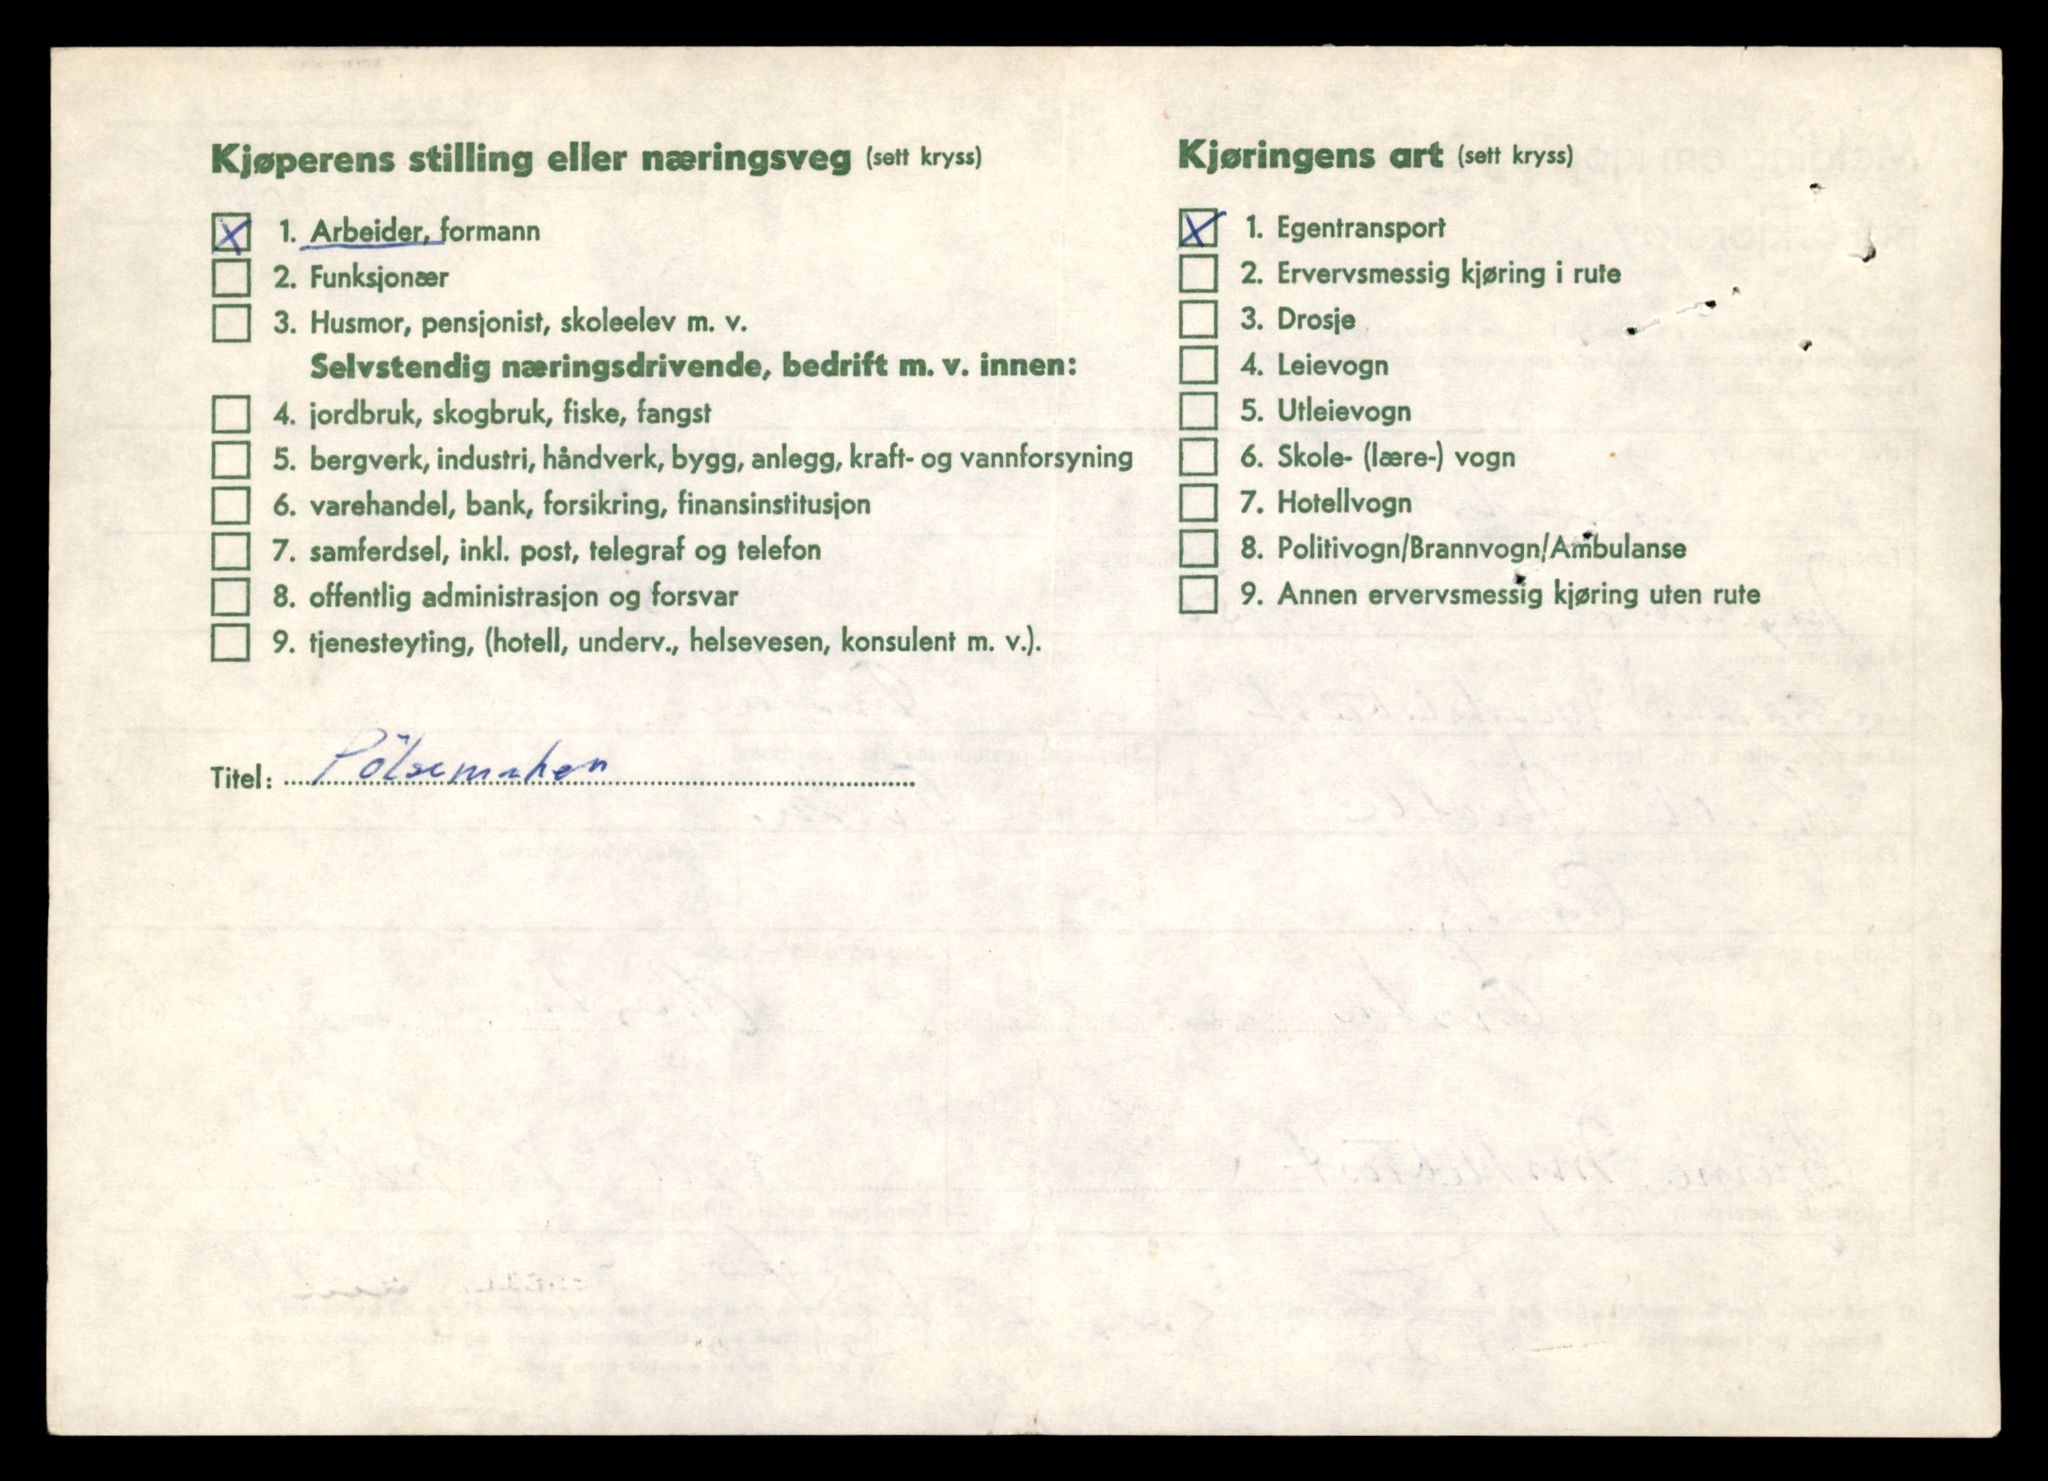 Kjøperens stilling eller næringsveg (sett kryss)
1. Arbeider, formann
2. Funksjonær
3. Husmor, pensjonist, skoleelev m. v.
Selvstendig næringsdrivende, bedrift m. v. innen:
4. jordbruk, skogbruk, fiske, fangst
5. bergverk, industri, håndverk, bygg, anlegg, kraft- og vannforsyning
6. varehandel, bank, forsikring, finansinstitusjon
7. samferdsel, inkl. post, telegraf og telefon
8. offentlig administrasjon og forsvar
9. tjenesteyting, (hotell, underv., helsevesen, konsulent m. v.).
Titel: Pölsemaker
Kjøringens art (sett kryss)
1. Egentransport
2. Ervervsmessig kjøring i rute
3. Drosje
4. Leievogn
5. Utleievogn
6. Skole- (lære-) vogn
7. Hotellvogn
8. Politivogn/Brannvogn/Ambulanse
9. Annen ervervsmessig kjøring uten rute